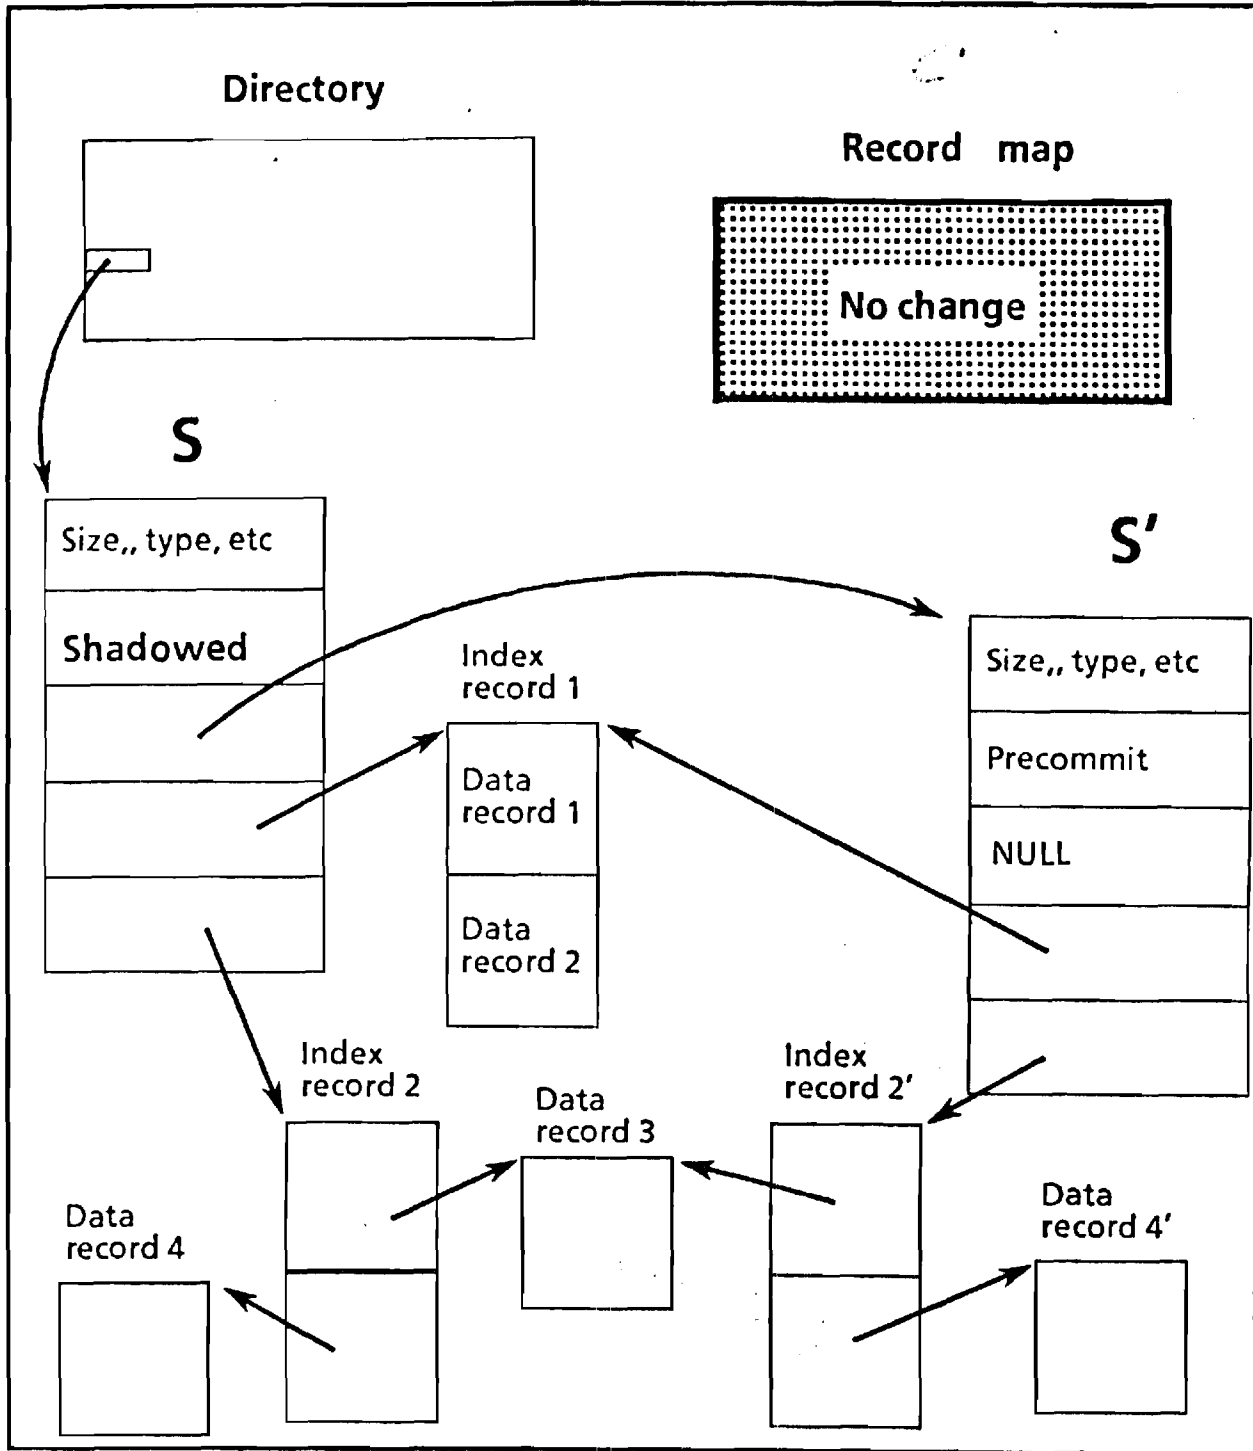 Directory
Record map
No change
S
Size,, type, etc
Shadowed
S'
Size,, type, etc
Precommit
NULL
Index
record 1
Data
record 1
Data
record 2
Index
record 2
Data
record 3
Index
record 2'
Data
record 4
Data
record 4'